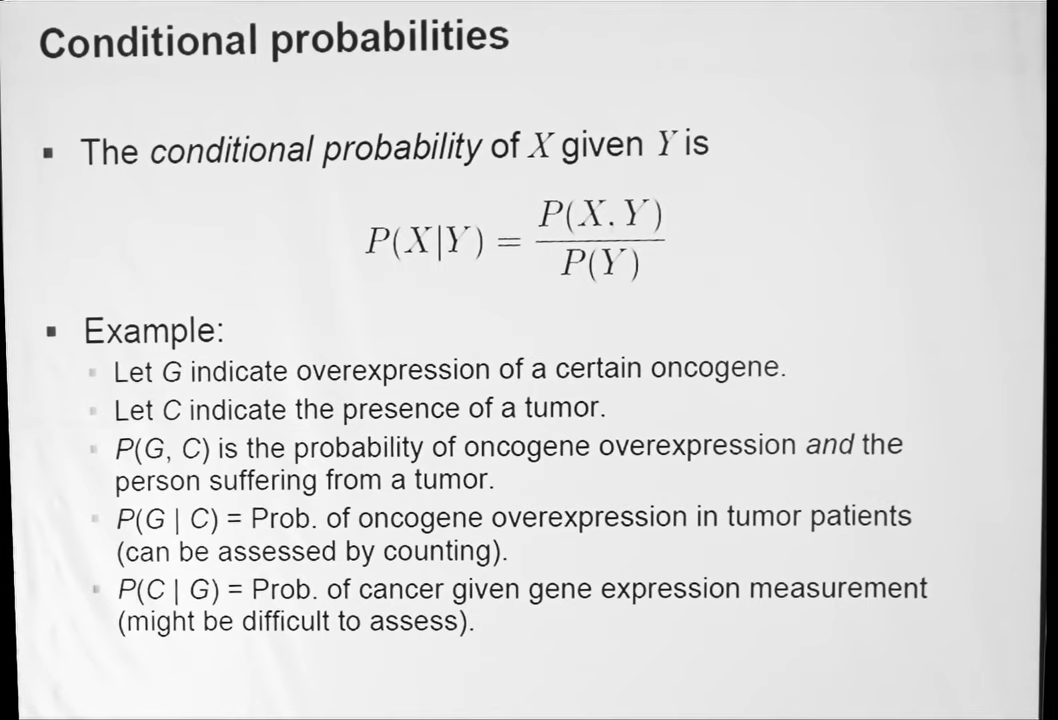 Conditional probabilities
▪ The conditional probability of X given Y is
P(X|Y) = P(X, Y) / P(Y)
▪ Example:
▪ Let G indicate overexpression of a certain oncogene.
▪ Let C indicate the presence of a tumor.
▪ P(G, C) is the probability of oncogene overexpression and the
person suffering from a tumor.
▪ P(G | C) = Prob. of oncogene overexpression in tumor patients
(can be assessed by counting).
▪ P(C | G) = Prob. of cancer given gene expression measurement
(might be difficult to assess).